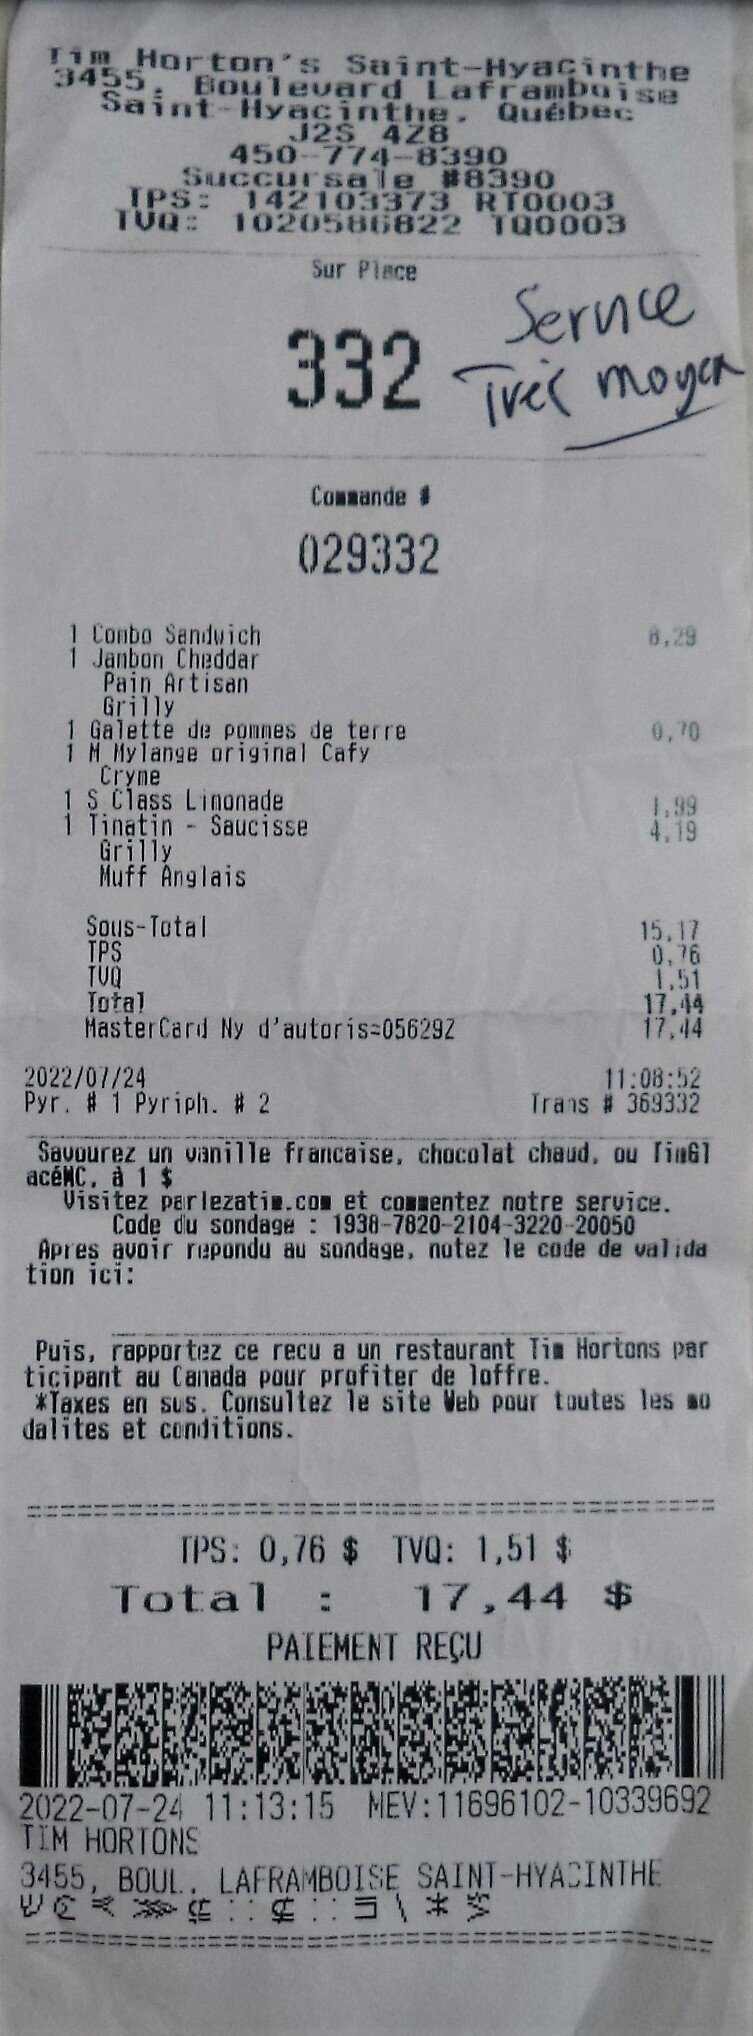 Tim Horton's Saint-Hyacinthe
3455, Boulevard Laframboise
Saint-Hyacinthe, Québec
J2S 4Z8
450-774-8390
Succursale #8390
TPS: 142103373 RT0003
TVQ: 1020586822 TQ0003
Sur Place
332
Service
Très moyen
Commande #
029332
1 Combo Sandwich 8,29
1 Jambon Cheddar
Pain Artisan
Grilly
1 Galette de pommes de terre 0,70
1 M Mylange original Cafy
Cryme
1 S Class Limonade 1,99
1 Timatin - Saucisse 4,19
Grilly
Muff Anglais
Sous-Total 15,17
TPS 0,76
TVQ 1,51
Total 17,44
MasterCard Ny d'autoris=05629Z 17,44
2022/07/24 11:08:52
Pyr. # 1 Pyriph. # 2 Trans # 369332
Savourez un vanille francaise, chocolat chaud, ou TimGl
acéMC, à 1 $
Visitez parlezatim.com et commentez notre service.
Code du sondage : 1938-7820-2104-3220-20050
Apres avoir repondu au sondage, notez le code de valida
tion ici:
Puis, rapportez ce recu a un restaurant Tim Hortons par
ticipant au Canada pour profiter de loffre.
*Taxes en sus. Consultez le site Web pour toutes les mo
dalites et conditions.
TPS: 0,76 $ TVQ: 1,51 $
Total : 17,44 $
PAIEMENT REÇU
2022-07-24 11:13:15 MEV:11696102-10339692
TIM HORTONS
3455, BOUL. LAFRAMBOISE SAINT-HYACINTHE